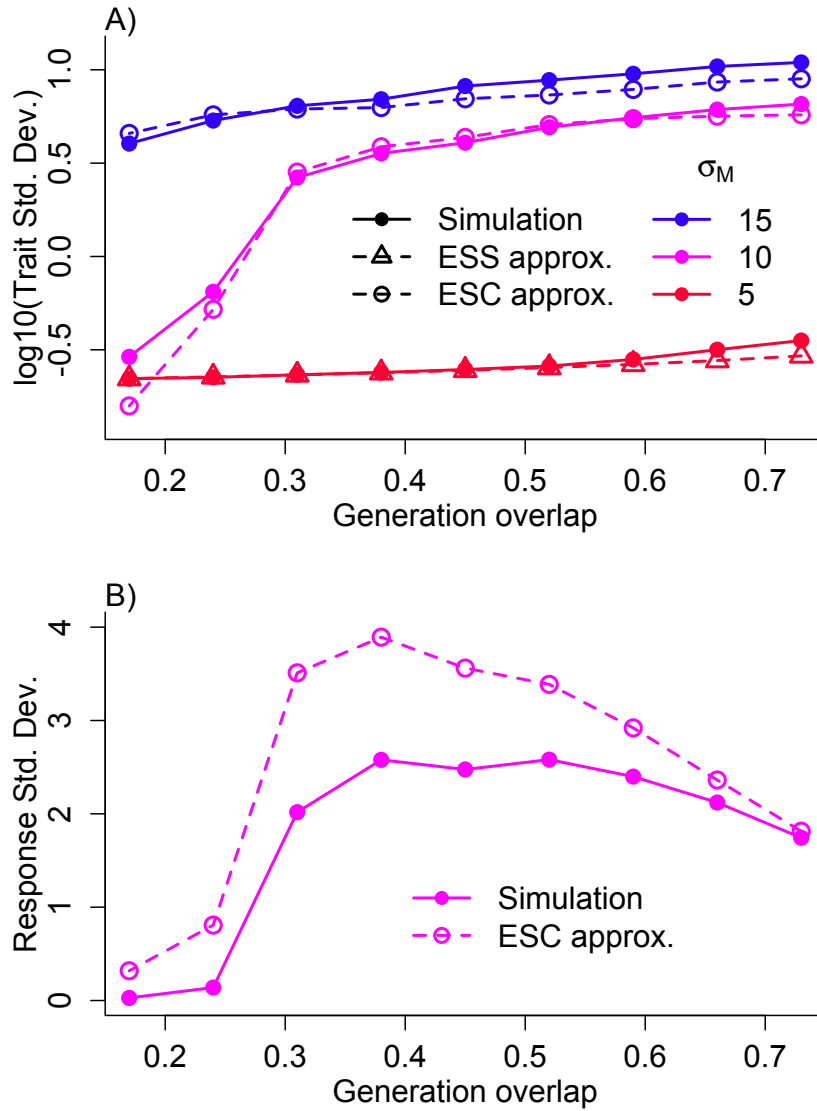 A)
log10(Trait Std. Dev.)
1.0
0.5
0.0
-0.5
σM
Simulation
15
ESS approx.
10
ESC approx.
5
0.2 0.3 0.4 0.5 0.6 0.7
Generation overlap
B)
Response Std. Dev.
4
3
2
1
0
Simulation
ESC approx.
0.2 0.3 0.4 0.5 0.6 0.7
Generation overlap